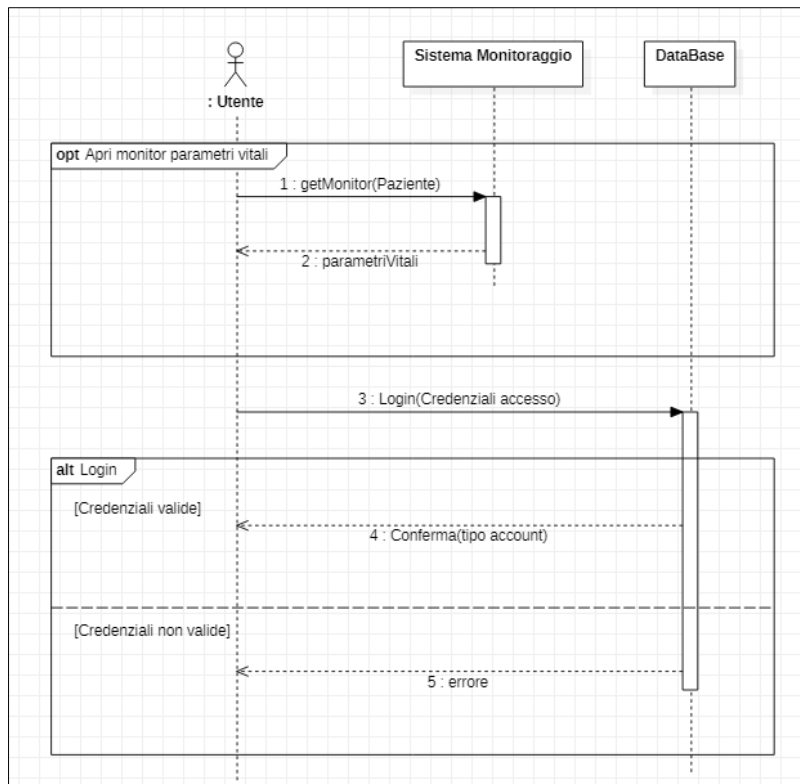 : Utente
Sistema Monitoraggio
DataBase
opt Apri monitor parametri vitali
1 : getMonitor(Paziente)
2 : parametriVitali
3 : Login(Credenziali accesso)
alt Login
[Credenziali valide]
4 : Conferma(tipo account)
[Credenziali non valide]
5 : errore